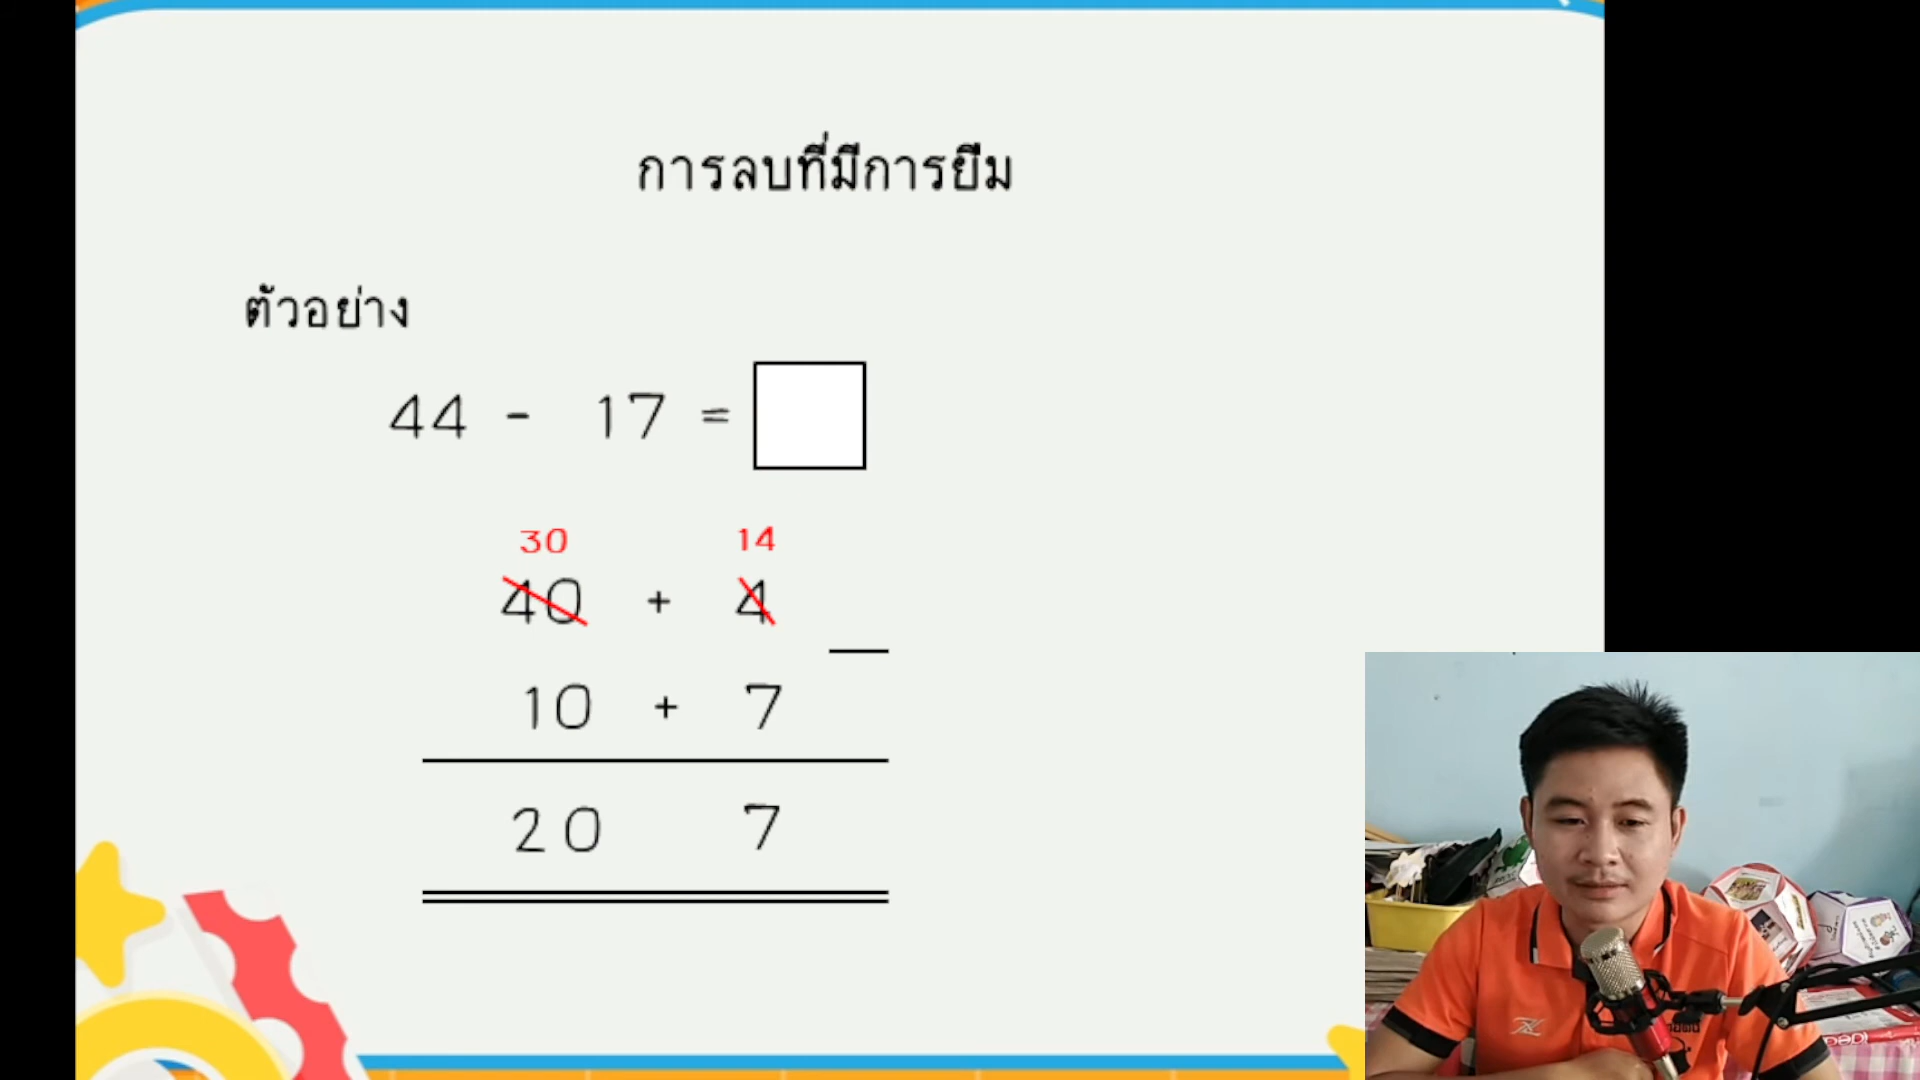 การลบที่มีการยืม
ตัวอย่าง
44 - 17 =
30 14
40 + 4
10 + 7
20 7